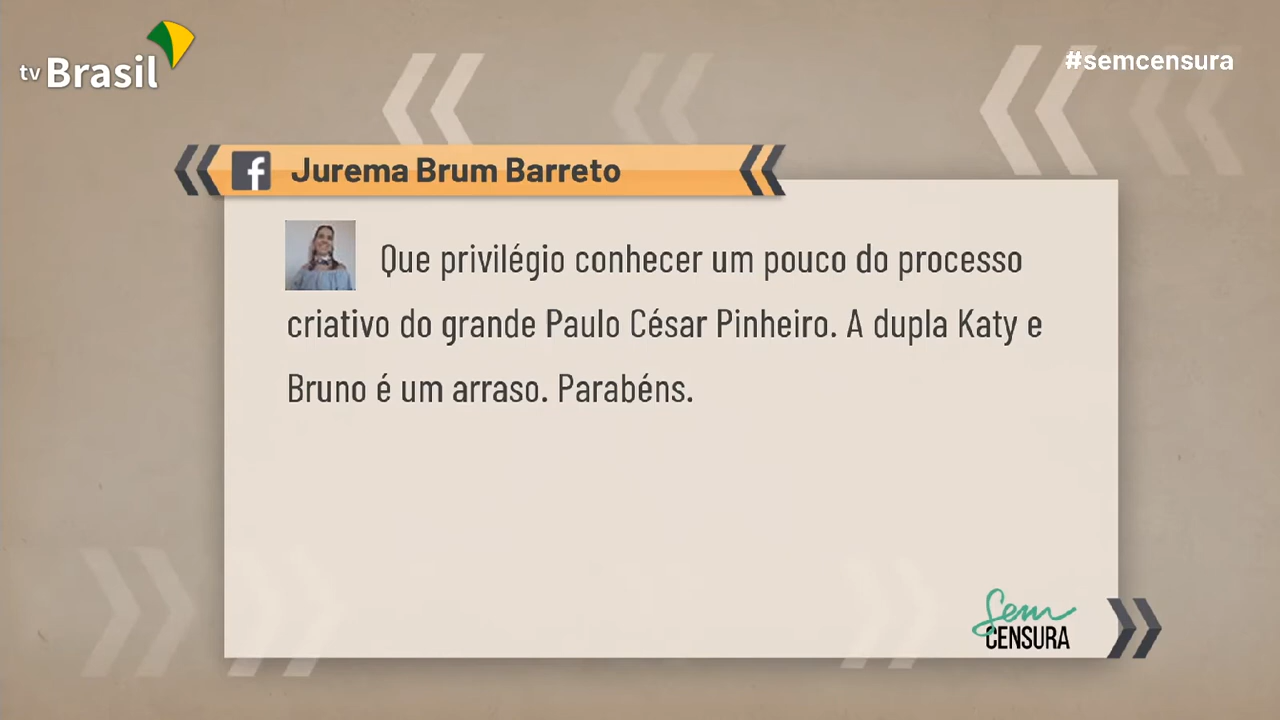 tv Brasil
#semcensura
Jurema Brum Barreto
Que privilégio conhecer um pouco do processo
criativo do grande Paulo César Pinheiro. A dupla Katy e
Bruno é um arraso. Parabéns.
Sem
CENSURA